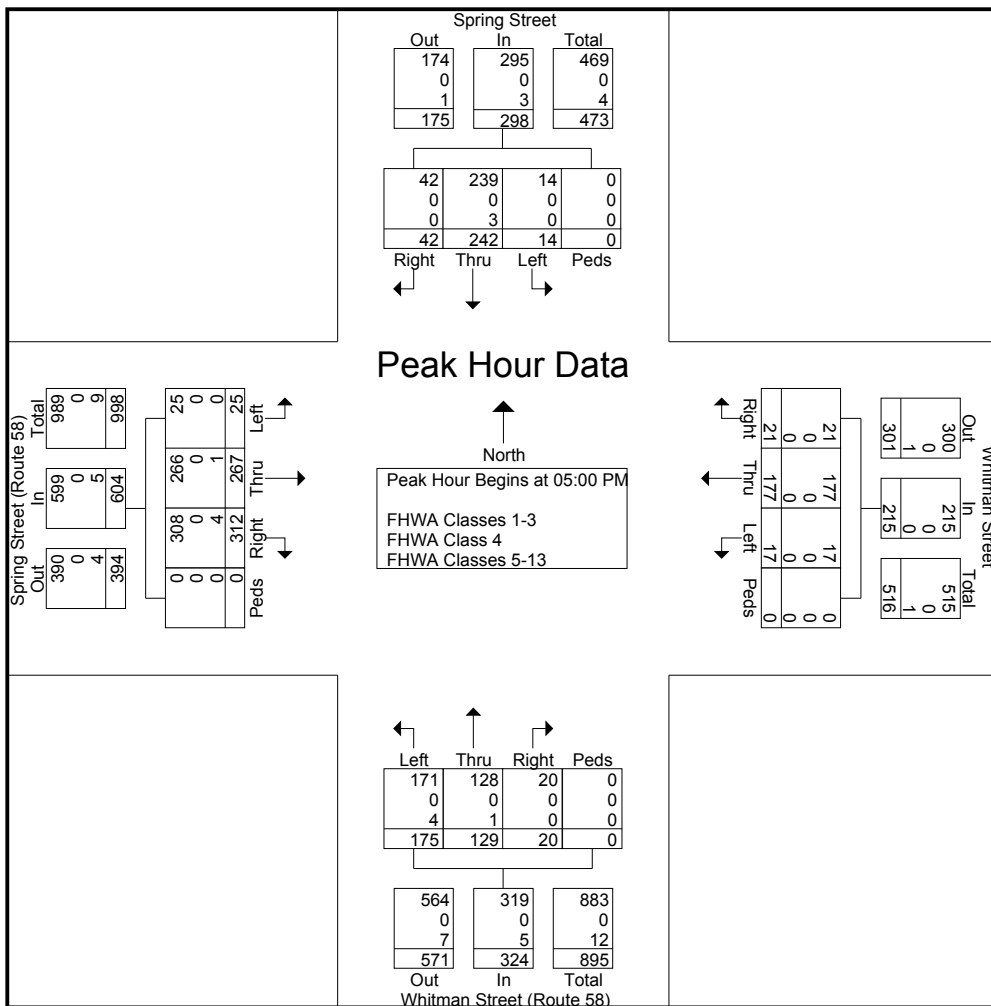 Spring Street
Out In Total
174 295 469
0 0 0
1 3 4
175 298 473
42 239 14 0
0 0 0 0
0 3 0 0
42 242 14 0
Right Thru Left Peds
Peak Hour Data
North
Peak Hour Begins at 05:00 PM
FHWA Classes 1-3
FHWA Class 4
FHWA Classes 5-13
Spring Street (Route 58)
Out In Total
390 599 989
0 0 0
4 5 9
394 604 998
25 0 0 25 Left
266 0 1 267 Thru
308 0 4 312 Right
0 0 0 0 Peds
Whitman Street
Out In Total
300 215 515
0 0 0
1 0 1
301 215 516
21 0 0 21 Right
177 0 0 177 Thru
17 0 0 17 Left
0 0 0 0 Peds
Left Thru Right Peds
171 128 20 0
0 0 0 0
4 1 0 0
175 129 20 0
564 319 883
0 0 0
7 5 12
571 324 895
Out In Total
Whitman Street (Route 58)